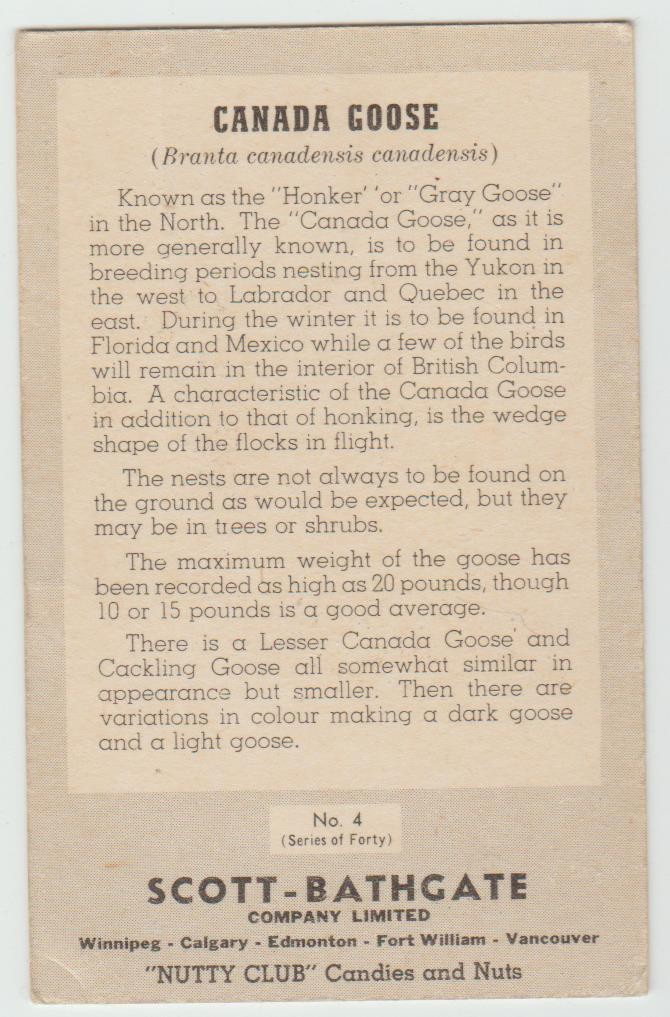 CANADA GOOSE
(Branta canadensis canadensis)
Known as the "Honker' 'or "Gray Goose"
in the North. The "Canada Goose," as it is
more generally known, is to be found in
breeding periods nesting from the Yukon in
the west to Labrador and Quebec in the
east. During the winter it is to be found in
Florida and Mexico while a few of the birds
will remain in the interior of British Colum-
bia. A characteristic of the Canada Goose
in addition to that of honking, is the wedge
shape of the flocks in flight.
The nests are not always to be found on
the ground as would be expected, but they
may be in trees or shrubs.
The maximum weight of the goose has
been recorded as high as 20 pounds, though
10 or 15 pounds is a good average.
There is a Lesser Canada Goose and
Cackling Goose all somewhat similar in
appearance but smaller. Then there are
variations in colour making a dark goose
and a light goose.
No. 4
(Series of Forty)
SCOTT-BATHGATE
COMPANY LIMITED
Winnipeg - Calgary - Edmonton - Fort William - Vancouver
"NUTTY CLUB" Candies and Nuts